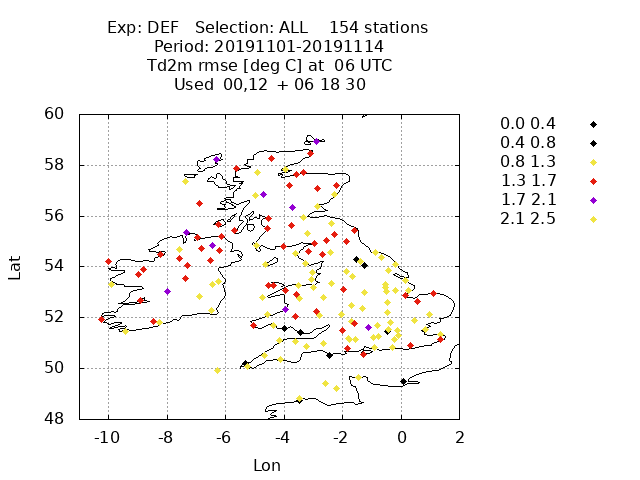 Exp: DEF Selection: ALL 154 stations
Period: 20191101-20191114
Td2m rmse [deg C] at 06 UTC
Used 00,12 + 06 18 30
60
58
56
54
52
50
48
-10 -8 -6 -4 -2 0 2
Lat
Lon
0.0 0.4
0.4 0.8
0.8 1.3
1.3 1.7
1.7 2.1
2.1 2.5